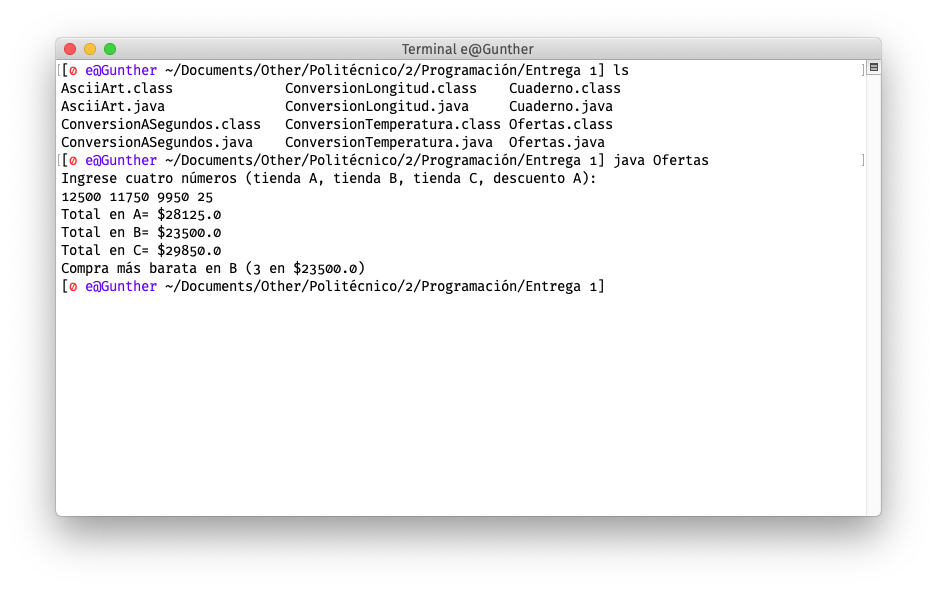 Terminal e@Gunther
[[0 e@Gunther ~/Documents/Other/Politécnico/2/Programación/Entrega 1] ls ]
AsciiArt.class ConversionLongitud.class Cuaderno.class
AsciiArt.java ConversionLongitud.java Cuaderno.java
ConversionASegundos.class ConversionTemperatura.class Ofertas.class
ConversionASegundos.java ConversionTemperatura.java Ofertas.java
[[0 e@Gunther ~/Documents/Other/Politécnico/2/Programación/Entrega 1] java Ofertas ]
Ingrese cuatro números (tienda A, tienda B, tienda C, descuento A):
12500 11750 9950 25
Total en A= $28125.0
Total en B= $23500.0
Total en C= $29850.0
Compra más barata en B (3 en $23500.0)
[0 e@Gunther ~/Documents/Other/Politécnico/2/Programación/Entrega 1]